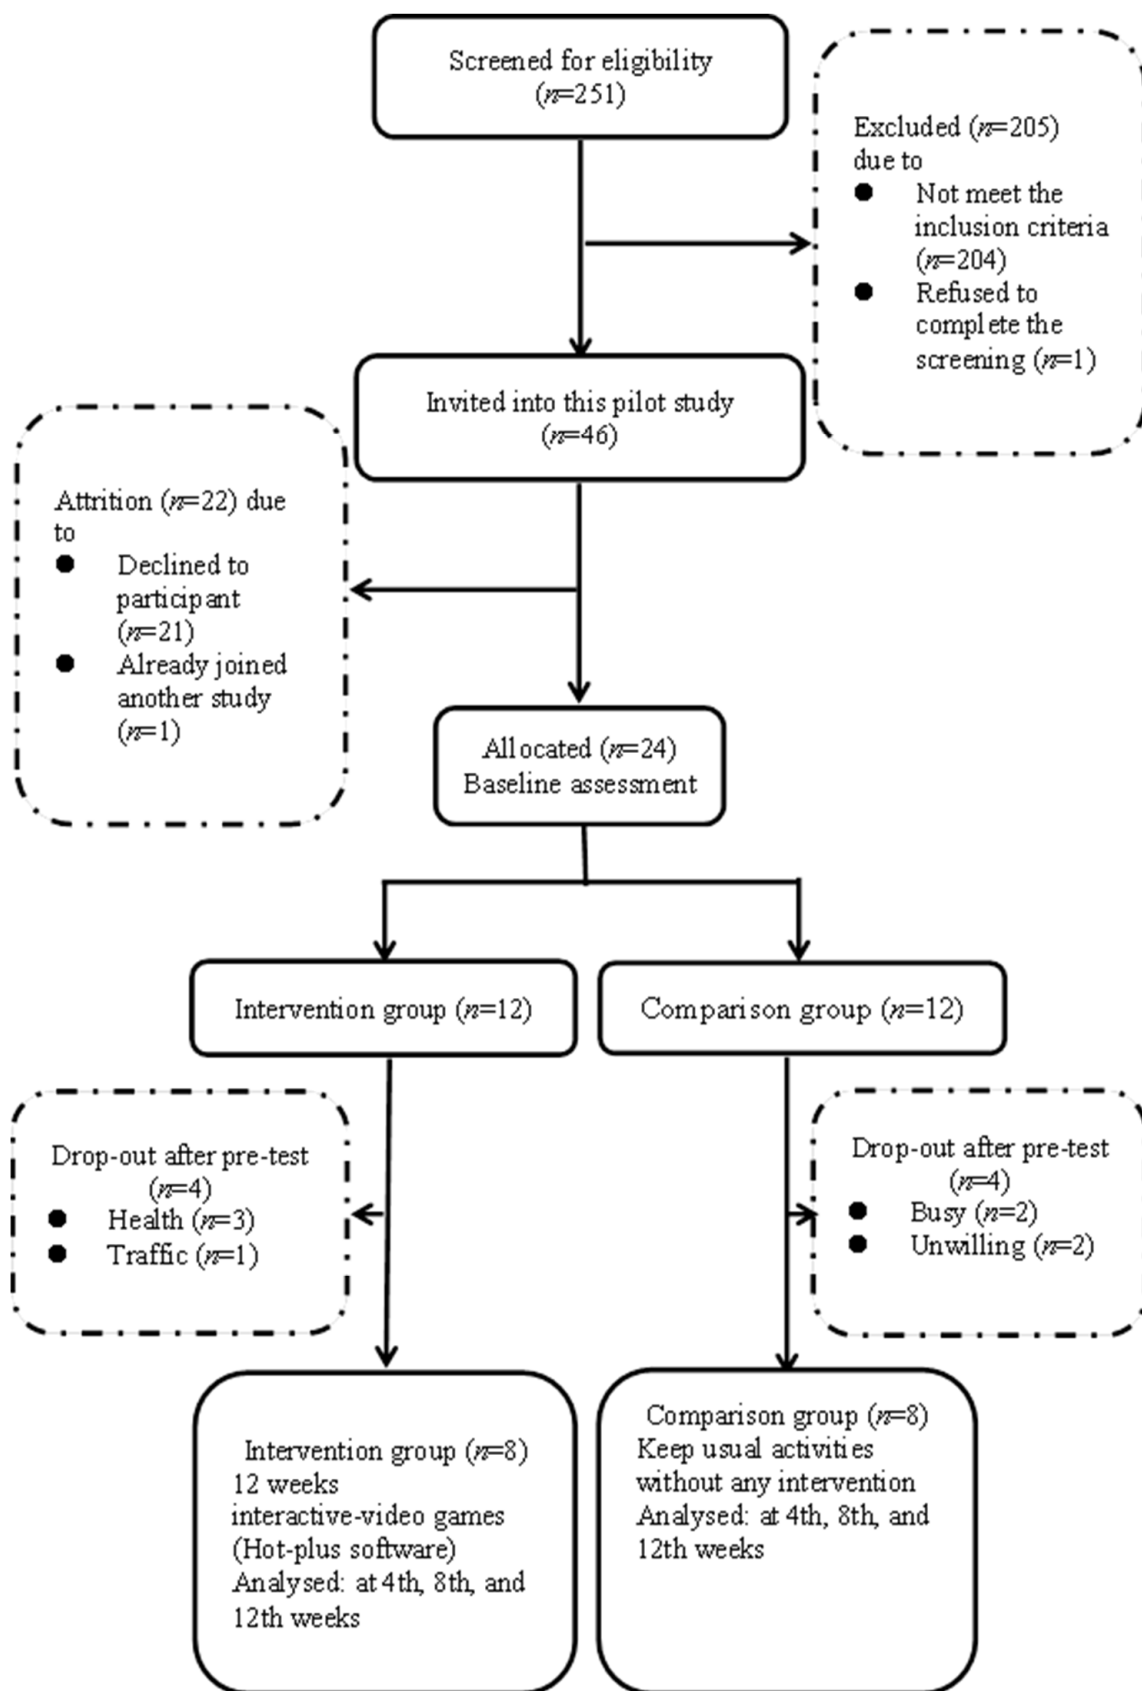 Screened for eligibility
(n=251)
Excluded (n=205)
due to
● Not meet the
inclusion criteria
(n=204)
● Refused to
complete the
screening (n=1)
Invited into this pilot study
(n=46)
Attrition (n=22) due
to
● Declined to
participant
(n=21)
● Already joined
another study
(n=1)
Allocated (n=24)
Baseline assessment
Intervention group (n=12)
Comparison group (n=12)
Drop-out after pre-test
(n=4)
● Health (n=3)
● Traffic (n=1)
Drop-out after pre-test
(n=4)
● Busy (n=2)
● Unwilling (n=2)
Intervention group (n=8)
12 weeks
interactive-video games
(Hot-plus software)
Analysed: at 4th, 8th, and
12th weeks
Comparison group (n=8)
Keep usual activities
without any intervention
Analysed: at 4th, 8th, and
12th weeks